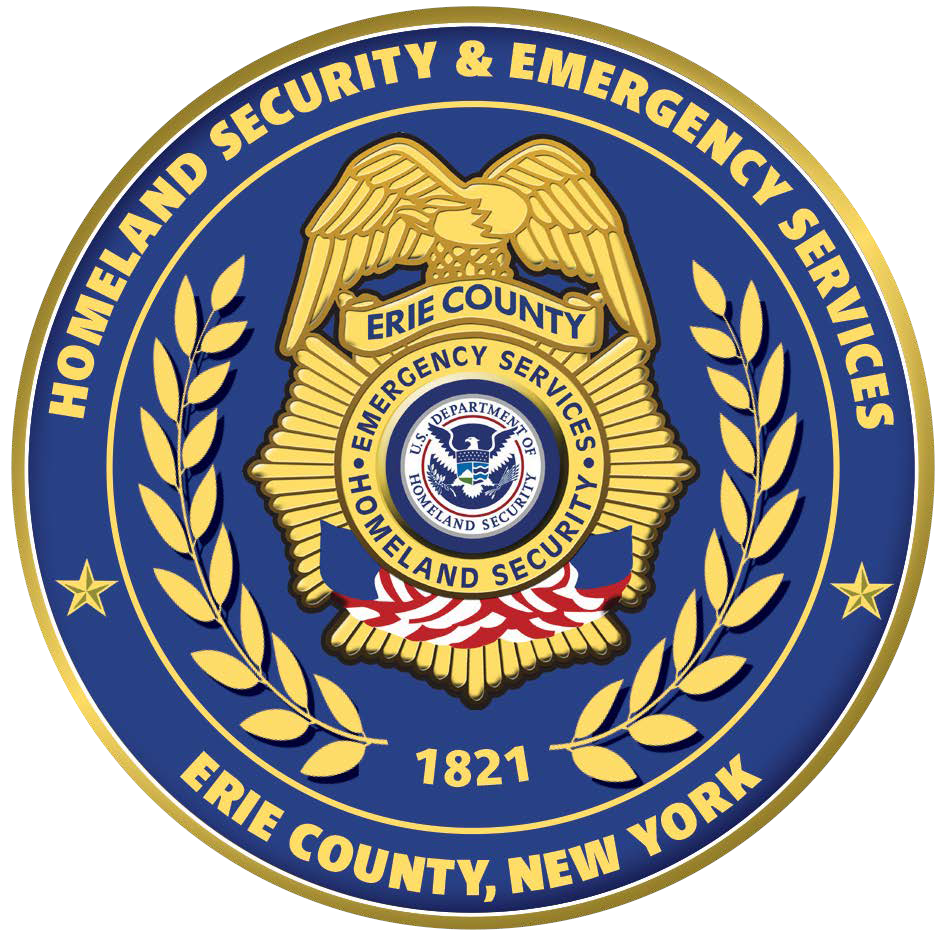 HOMELAND SECURITY & EMERGENCY SERVICES
ERIE COUNTY
• EMERGENCY SERVICES •
HOMELAND SECURITY
U.S. DEPARTMENT OF
HOMELAND SECURITY
1821
ERIE COUNTY, NEW YORK